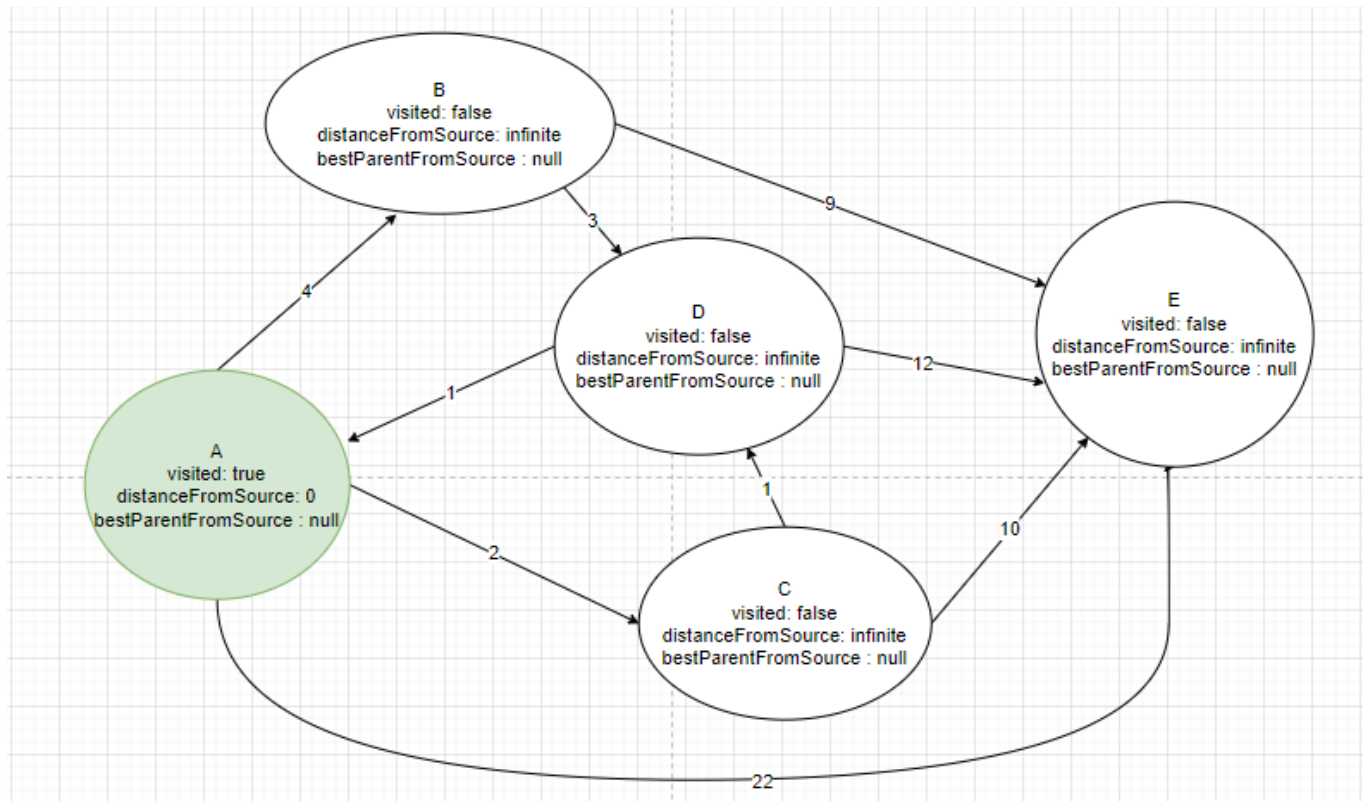 B
visited: false
distanceFromSource: infinite
bestParentFromSource : null
9
3
4
D
visited: false
distanceFromSource: infinite
bestParentFromSource : null
E
visited: false
distanceFromSource: infinite
bestParentFromSource : null
12
1
A
visited: true
distanceFromSource: 0
bestParentFromSource : null
1
10
2
C
visited: false
distanceFromSource: infinite
bestParentFromSource : null
22